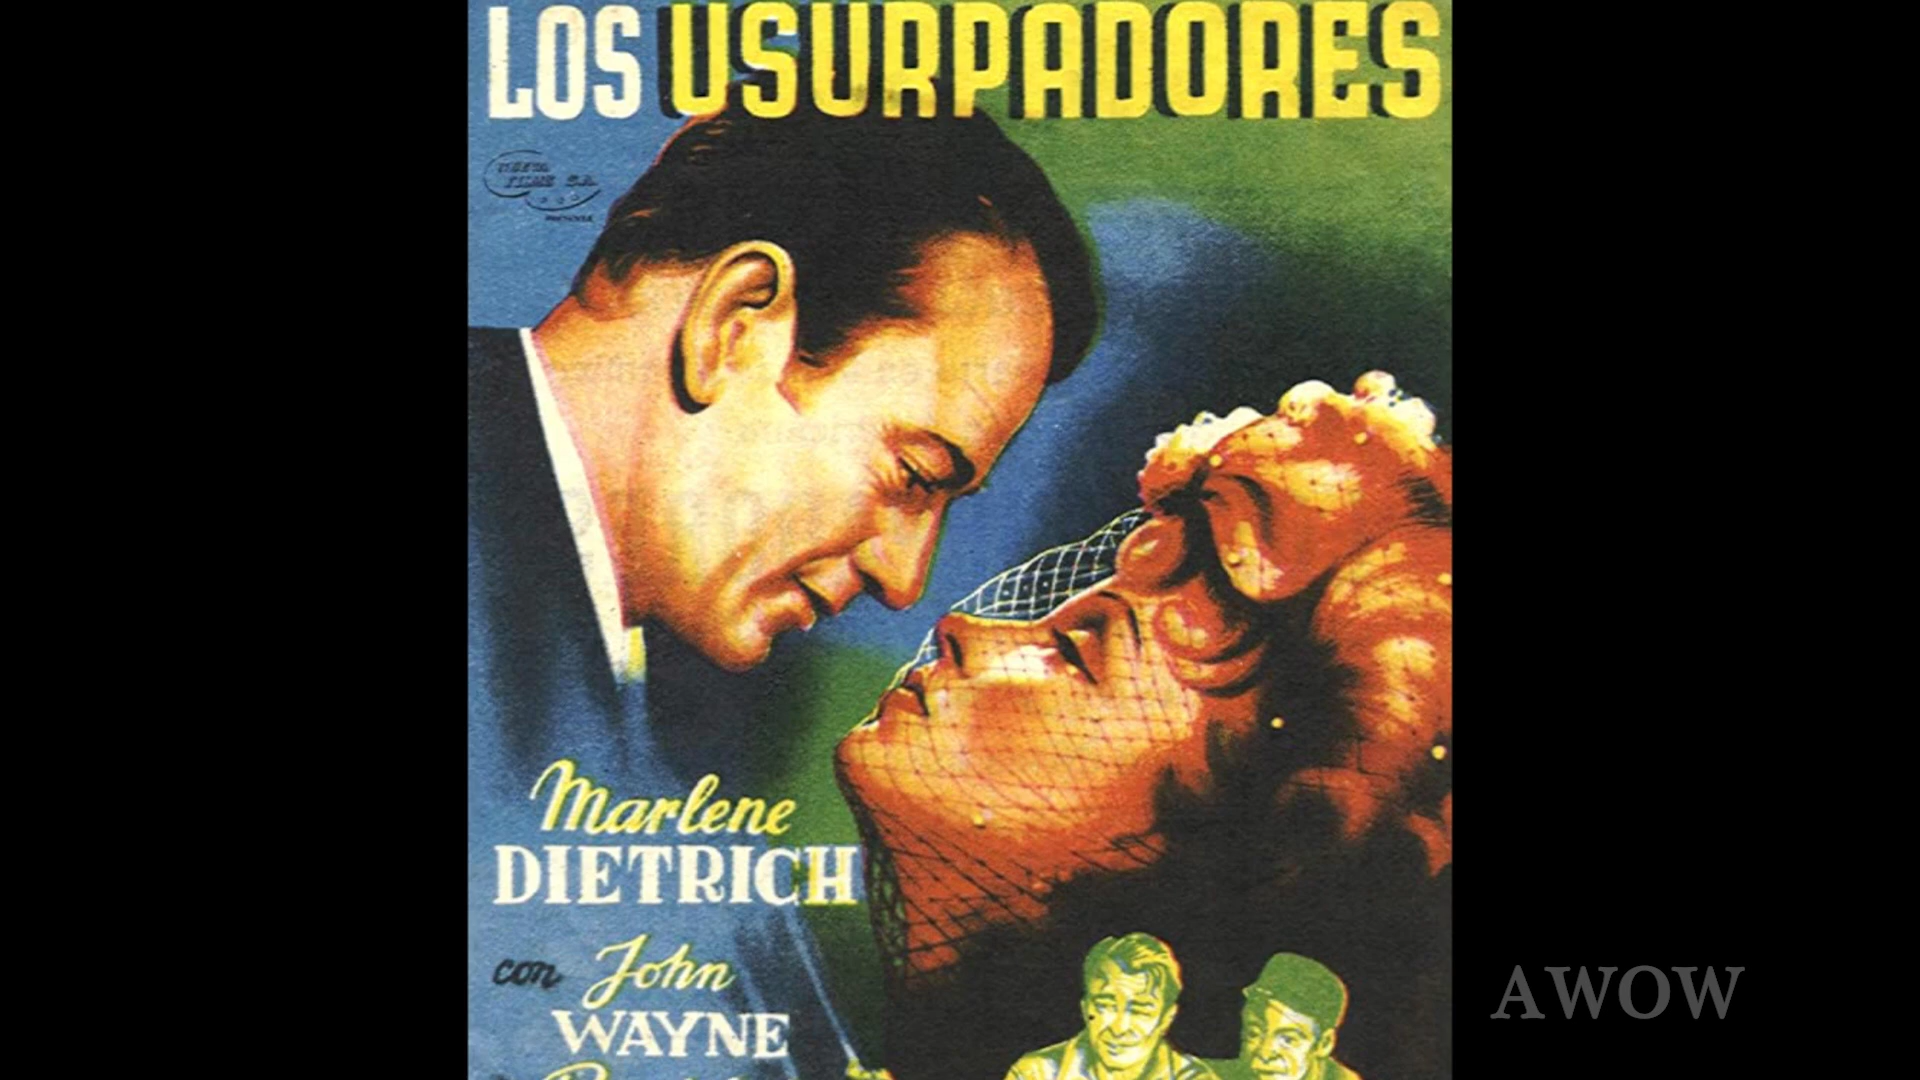 LOS USURPADORES
Marlene
DIETRICH
con John
WAYNE
AWOW